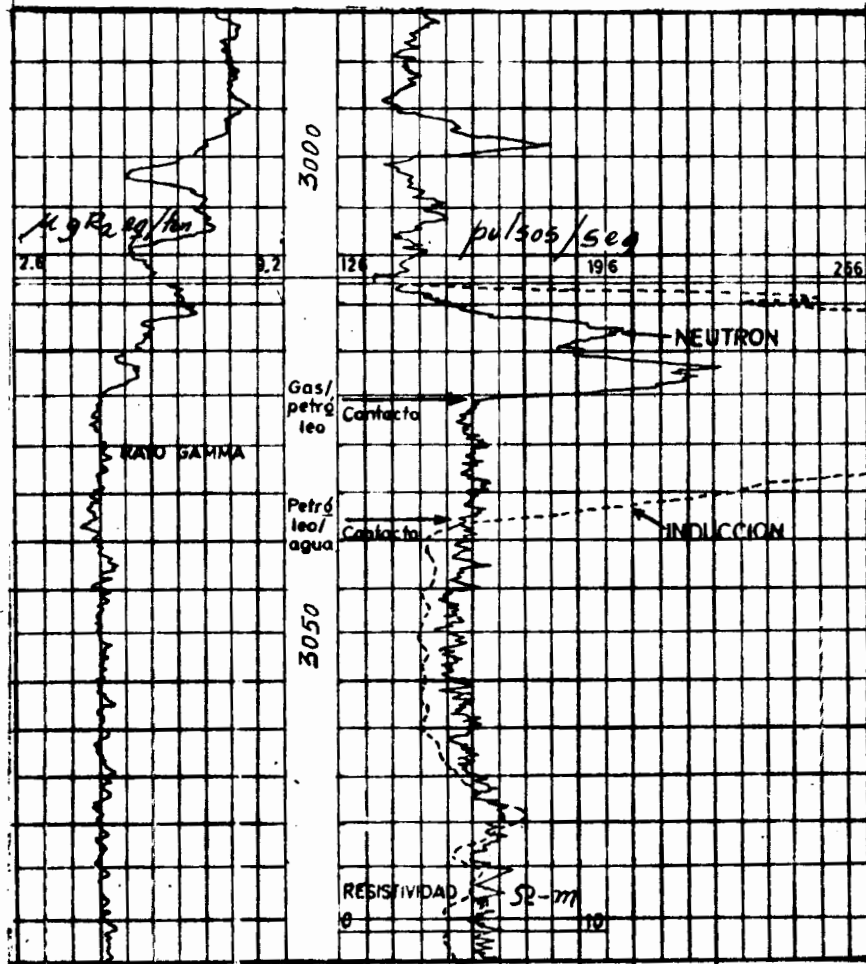 3000
μgRa eq/ton
pulsos/seg
2.6
9.2
126
196
266
NEUTRON
Gas/
petró
leo
Contacto
RAYO GAMMA
Petró
leo/
agua
Contacto
INDUCCION
3050
RESISTIVIDAD Ω-m
0
10